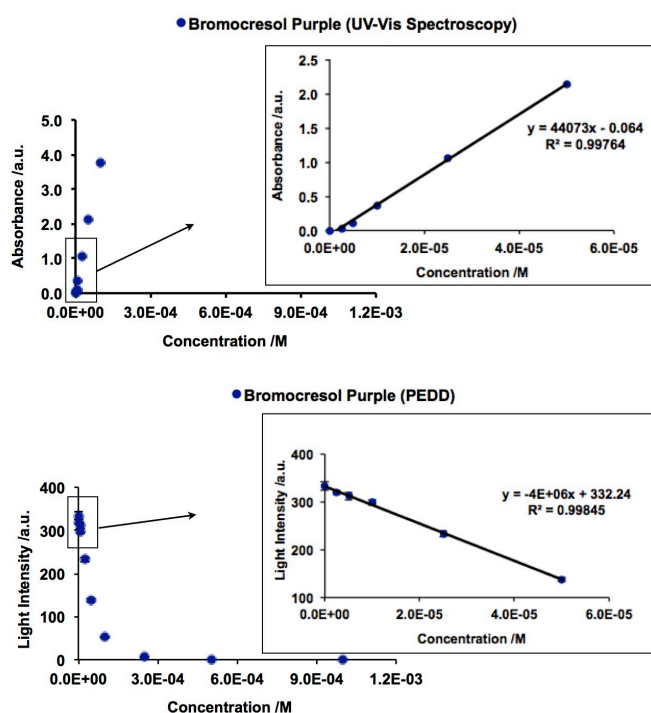 Bromocresol Purple (UV-Vis Spectroscopy)
2.5
2.0
1.5
1.0
0.5
0.0
Absorbance /a.u.
y = 44073x - 0.064
R² = 0.99764
0.0E+00 2.0E-05 4.0E-05 6.0E-05
Concentration /M
5.0
4.0
3.0
2.0
1.0
0.0
Absorbance /a.u.
0.0E+00 3.0E-04 6.0E-04 9.0E-04 1.2E-03
Concentration /M
Bromocresol Purple (PEDD)
400
300
200
100
Light Intensity /a.u.
y = -4E+06x + 332.24
R² = 0.99845
0.0E+00 2.0E-05 4.0E-05 6.0E-05
Concentration /M
400
300
200
100
0
Light Intensity /a.u.
0.0E+00 3.0E-04 6.0E-04 9.0E-04 1.2E-03
Concentration /M